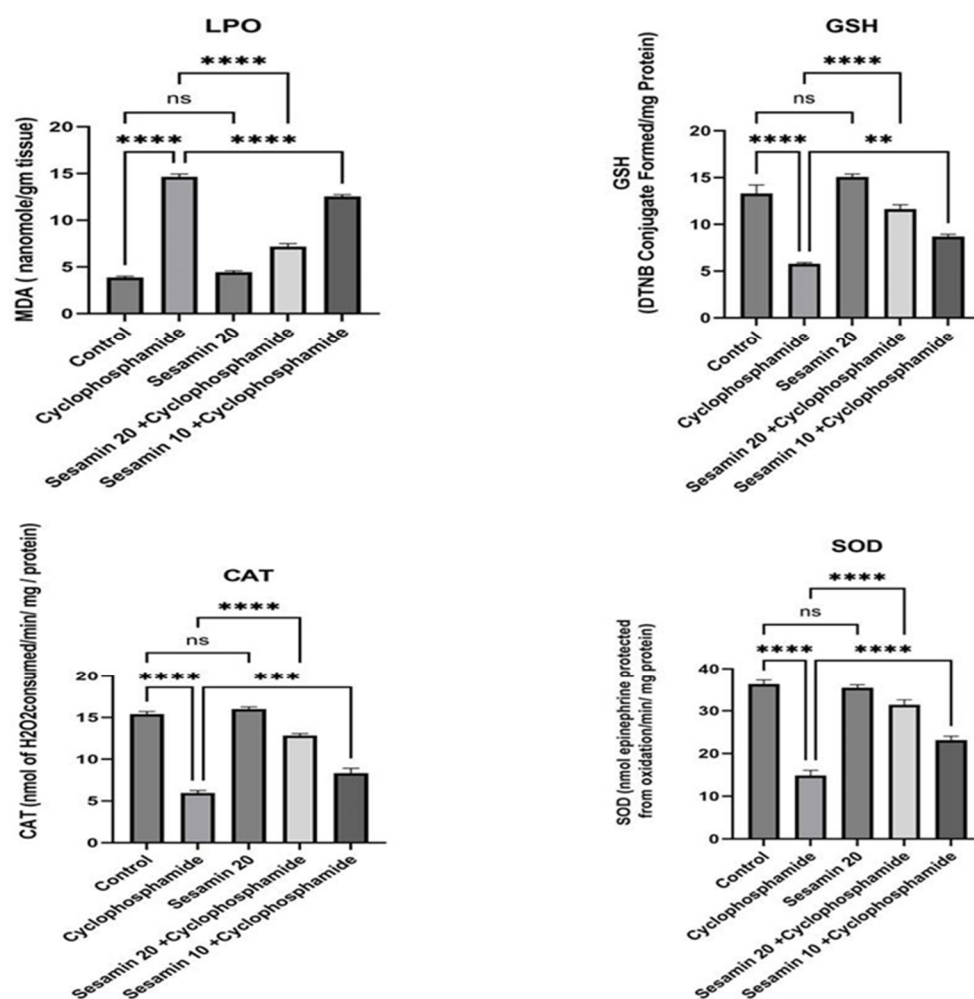 LPO
****
ns
**** ****
20
15
10
5
0
MDA ( nanomole/gm tissue)
Control
Cyclophosphamide
Sesamin 20
Sesamin 20 +Cyclophosphamide
Sesamin 10 +Cyclophosphamide
GSH
****
ns
**** **
20
15
10
5
0
GSH
(DTNB Conjugate Formed/mg Protein)
Control
Cyclophosphamide
Sesamin 20
Sesamin 20 +Cyclophosphamide
Sesamin 10 +Cyclophosphamide
CAT
****
ns
**** ***
20
15
10
5
0
CAT (nmol of H2O2consumed/min/ mg / protein)
Control
Cyclophosphamide
Sesamin 20
Sesamin 20 +Cyclophosphamide
Sesamin 10 +Cyclophosphamide
SOD
****
ns
**** ****
40
30
20
10
0
SOD (nmol epinephrine protected
from oxidation/min/ mg protein)
Control
Cyclophosphamide
Sesamin 20
Sesamin 20 +Cyclophosphamide
Sesamin 10 +Cyclophosphamide